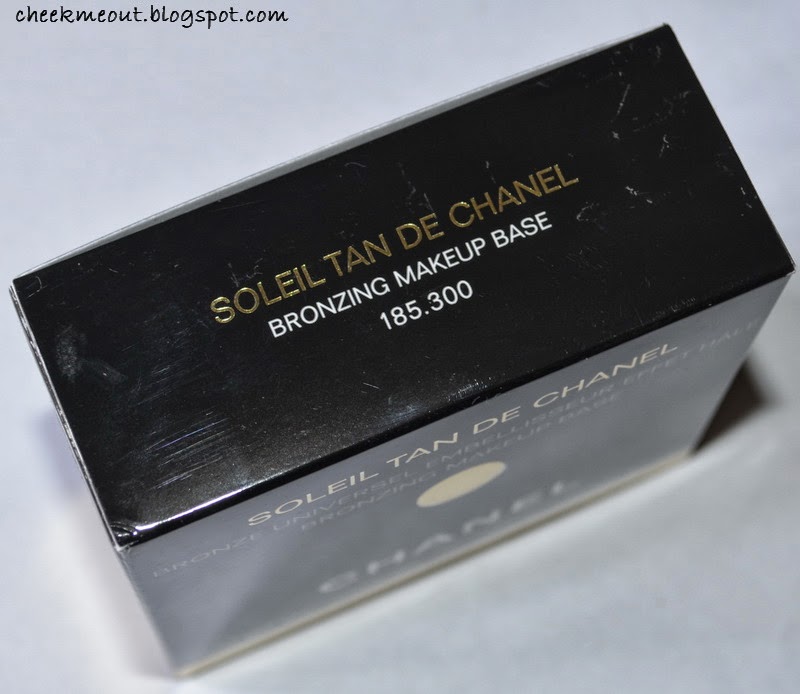 cheekmeout.blogspot.com
SOLEIL TAN DE CHANEL
BRONZING MAKEUP BASE
185.300
SOLEIL TAN DE CHANEL
BRONZE UNIVERSEL EMBELLISSEUR EFFET HÂLÉ
BRONZING MAKEUP BASE
CHANEL